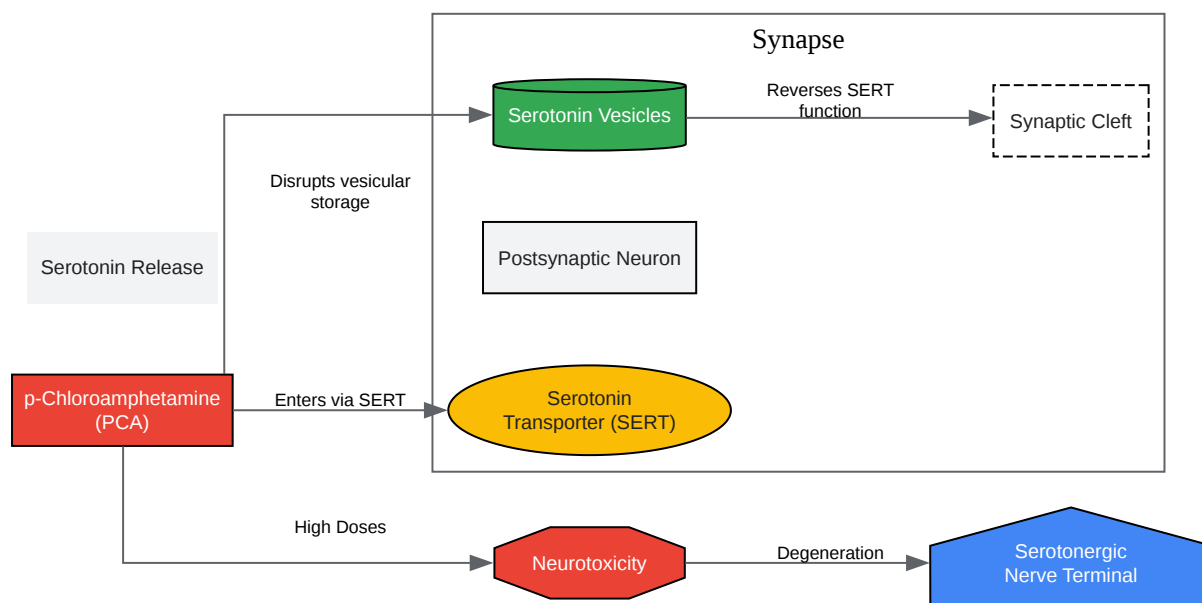 Synapse
Serotonin Vesicles
Reverses SERT
function
Synaptic Cleft
Disrupts vesicular
storage
Serotonin Release
Postsynaptic Neuron
p-Chloroamphetamine
(PCA)
Enters via SERT
Serotonin
Transporter (SERT)
High Doses
Neurotoxicity
Degeneration
Serotonergic
Nerve Terminal